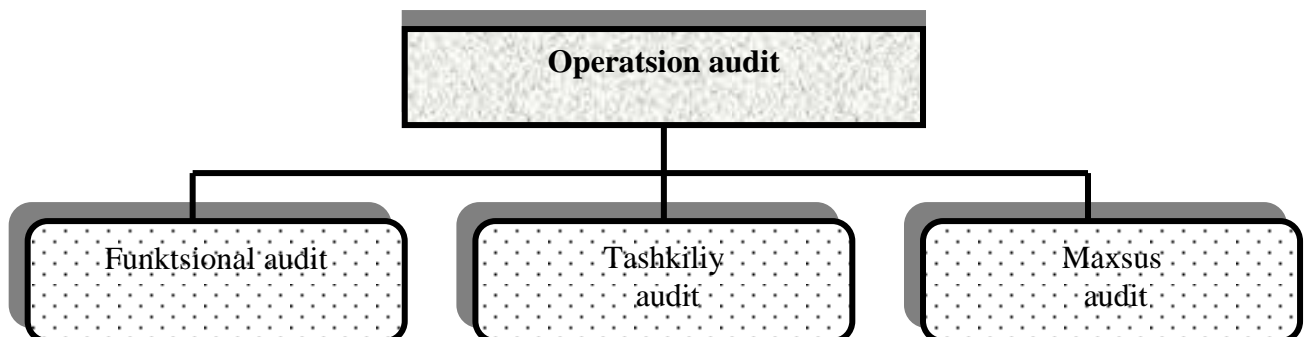 Operatsion audit
Funktsional audit
Tashkiliy
audit
Maxsus
audit